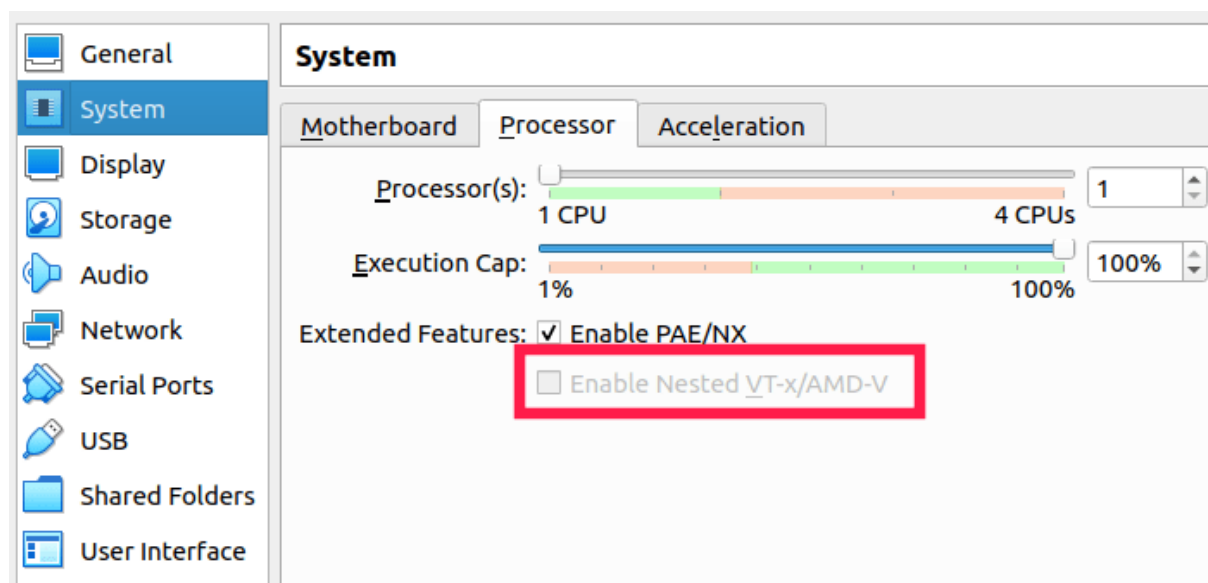 General
System
Display
Storage
Audio
Network
Serial Ports
USB
Shared Folders
User Interface
System
Motherboard Processor Acceleration
Processor(s): 1
1 CPU 4 CPUs
Execution Cap: 100%
1% 100%
Extended Features: Enable PAE/NX
Enable Nested VT-x/AMD-V